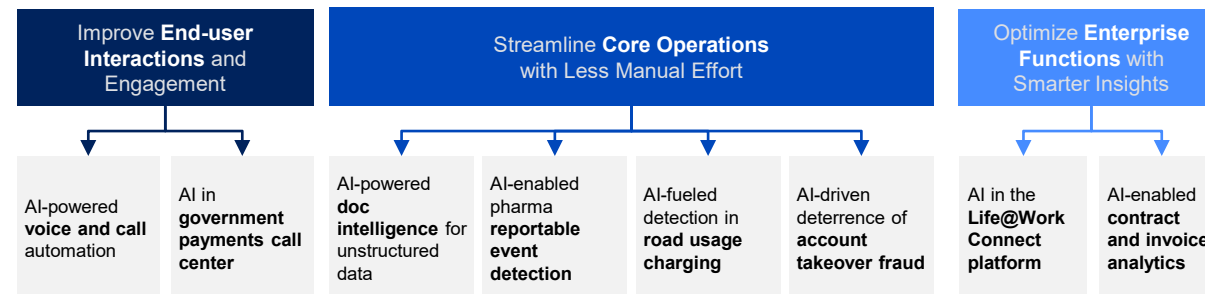 Improve End-user
Interactions and
Engagement
Streamline Core Operations
with Less Manual Effort
Optimize Enterprise
Functions with
Smarter Insights
AI-powered
voice and call
automation
AI in
government
payments call
center
AI-powered
doc
intelligence for
unstructured
data
AI-enabled
pharma
reportable
event
detection
AI-fueled
detection in
road usage
charging
AI-driven
deterrence of
account
takeover fraud
AI in the
Life@Work
Connect
platform
AI-enabled
contract
and invoice
analytics